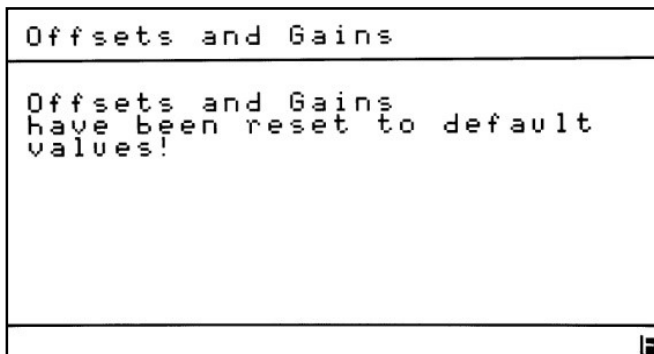 Offsets and Gains
Offsets and Gains
have been reset to default
values!